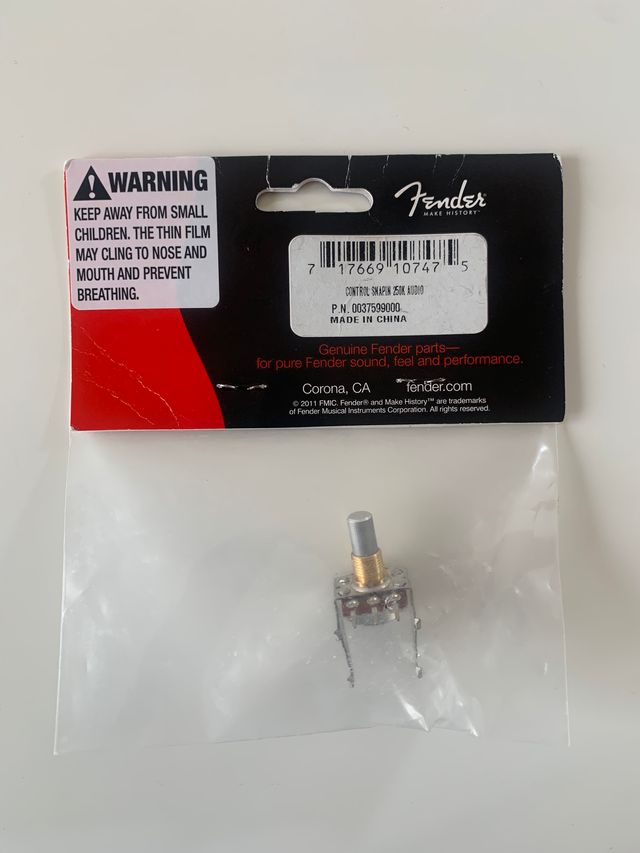 WARNING
KEEP AWAY FROM SMALL
CHILDREN. THE THIN FILM
MAY CLING TO NOSE AND
MOUTH AND PREVENT
BREATHING.
Fender
MAKE HISTORY™
7 17669 10747 5
CONTROL SNAPIN 250K AUDIO
P.N. 0037599000
MADE IN CHINA
Genuine Fender parts—
for pure Fender sound, feel and performance.
Corona, CA fender.com
© 2011 FMIC. Fender® and Make History™ are trademarks
of Fender Musical Instruments Corporation. All rights reserved.